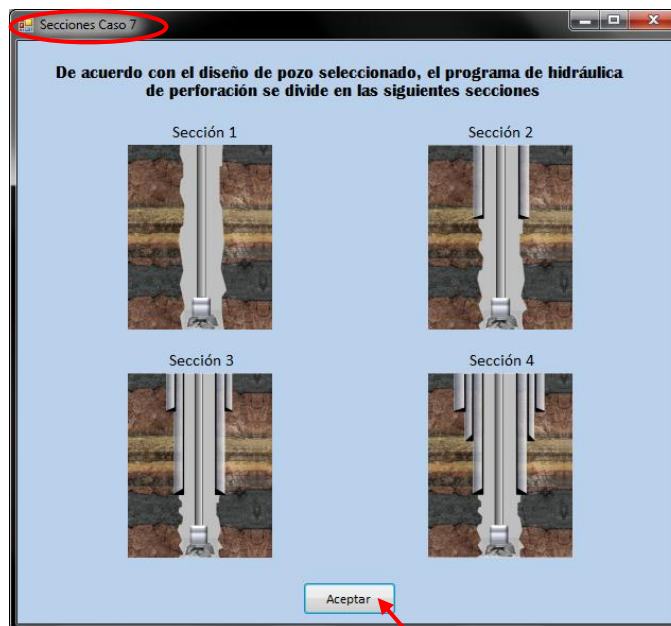 Secciones Caso 7
De acuerdo con el diseño de pozo seleccionado, el programa de hidráulica
de perforación se divide en las siguientes secciones
Sección 1
Sección 2
Sección 3
Sección 4
Aceptar